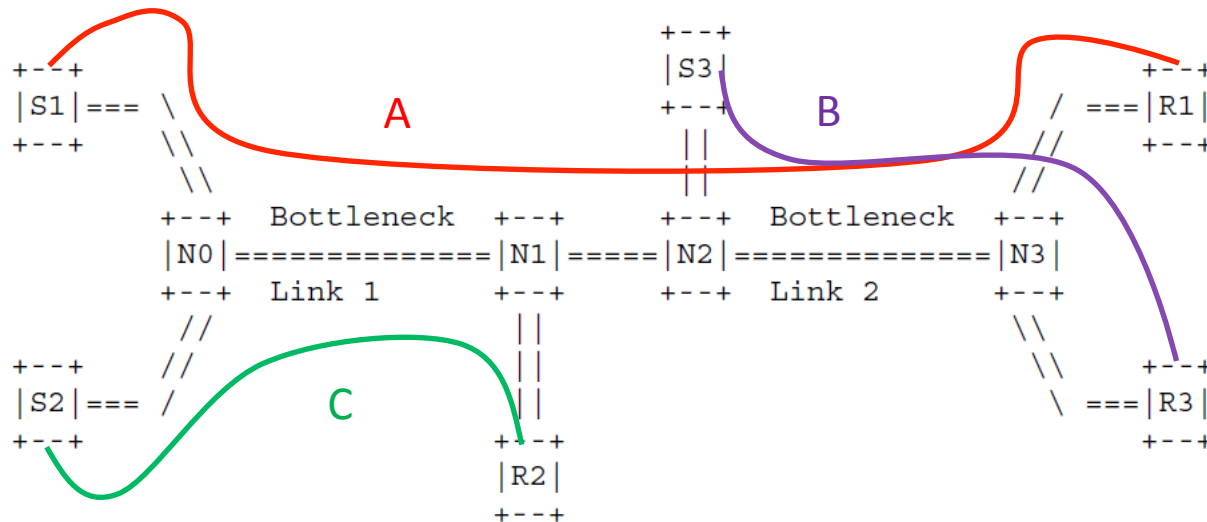 +--+
+--+                                      |S3|                         +--+
|S1|=== \              A                  +--+      B                / ===|R1|
+--+    \\                                 ||                       //    +--+
         \\                                ||                      //
        +--+  Bottleneck  +--+      +--+  Bottleneck  +--+
        |N0|==============|N1|=====|N2|==============|N3|
        +--+  Link 1      +--+      +--+  Link 2      +--+
         //                ||                          \\
+--+    //                 ||                           \\    +--+
|S2|=== /        C         ||                            \ ===|R3|
+--+                      +--+                                +--+
                          |R2|
                          +--+